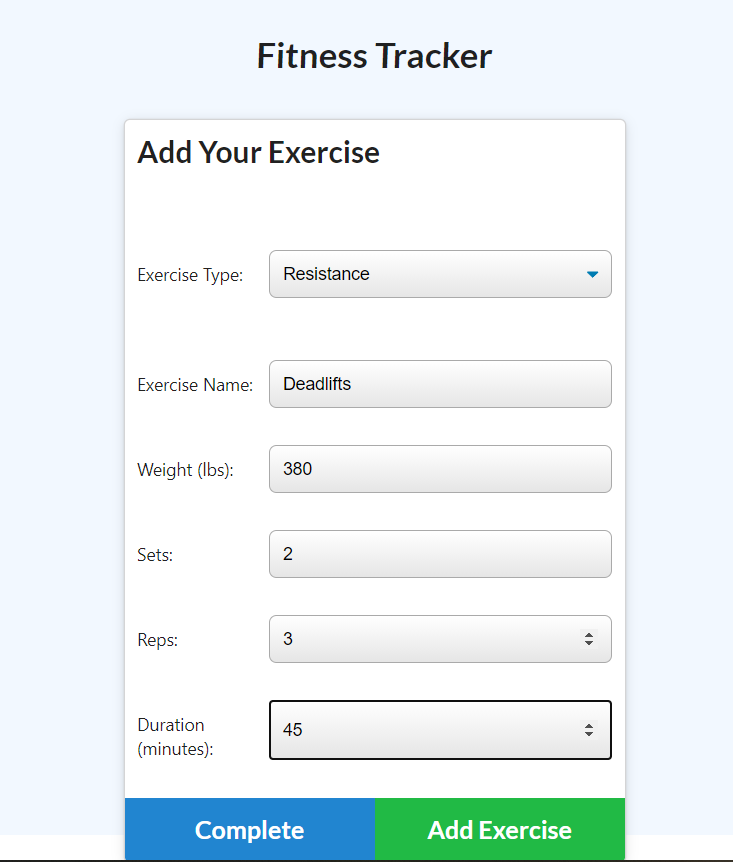 Fitness Tracker
Add Your Exercise
Exercise Type: Resistance
Exercise Name: Deadlifts
Weight (lbs): 380
Sets: 2
Reps: 3
Duration
(minutes): 45
Complete Add Exercise